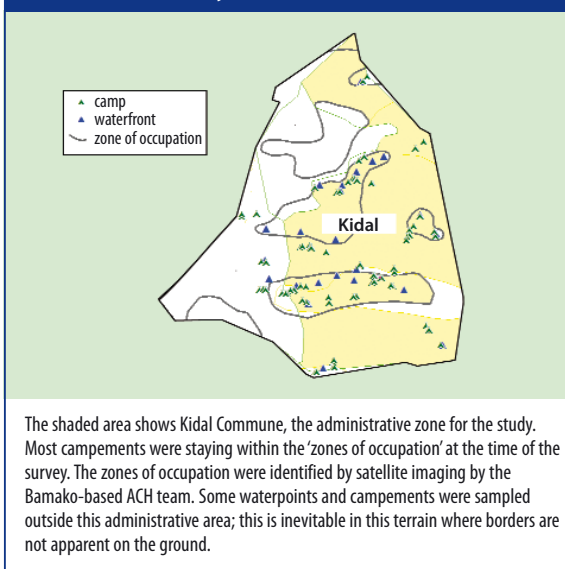 camp
waterfront
zone of occupation
Kidal
The shaded area shows Kidal Commune, the administrative zone for the study.
Most campements were staying within the ‘zones of occupation’ at the time of the
survey. The zones of occupation were identified by satellite imaging by the
Bamako-based ACH team. Some waterpoints and campements were sampled
outside this administrative area; this is inevitable in this terrain where borders are
not apparent on the ground.